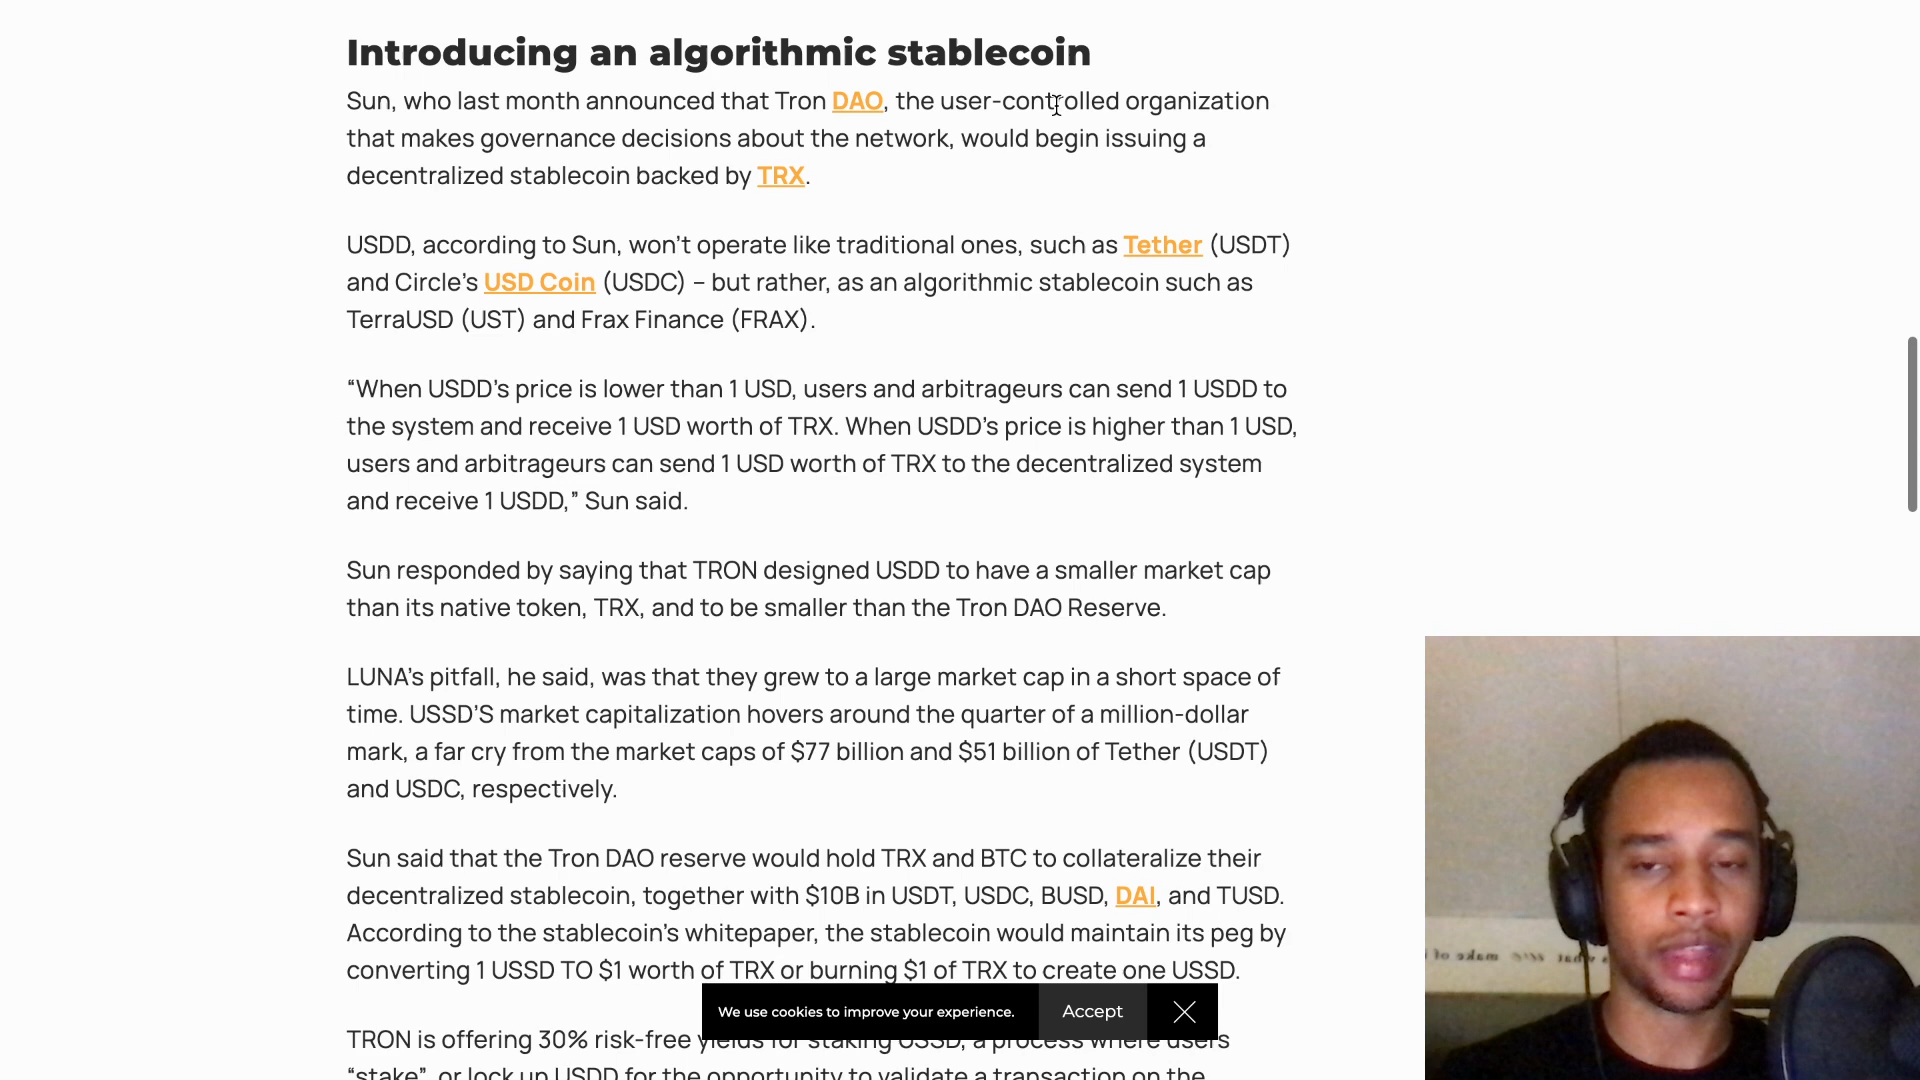 Introducing an algorithmic stablecoin
Sun, who last month announced that Tron DAO, the user-controlled organization
that makes governance decisions about the network, would begin issuing a
decentralized stablecoin backed by TRX.
USDD, according to Sun, won’t operate like traditional ones, such as Tether (USDT)
and Circle’s USD Coin (USDC) – but rather, as an algorithmic stablecoin such as
TerraUSD (UST) and Frax Finance (FRAX).
“When USDD’s price is lower than 1 USD, users and arbitrageurs can send 1 USDD to
the system and receive 1 USD worth of TRX. When USDD’s price is higher than 1 USD,
users and arbitrageurs can send 1 USD worth of TRX to the decentralized system
and receive 1 USDD,” Sun said.
Sun responded by saying that TRON designed USDD to have a smaller market cap
than its native token, TRX, and to be smaller than the Tron DAO Reserve.
LUNA’s pitfall, he said, was that they grew to a large market cap in a short space of
time. USSD’S market capitalization hovers around the quarter of a million-dollar
mark, a far cry from the market caps of $77 billion and $51 billion of Tether (USDT)
and USDC, respectively.
Sun said that the Tron DAO reserve would hold TRX and BTC to collateralize their
decentralized stablecoin, together with $10B in USDT, USDC, BUSD, DAI, and TUSD.
According to the stablecoin’s whitepaper, the stablecoin would maintain its peg by
converting 1 USSD TO $1 worth of TRX or burning $1 of TRX to create one USSD.
We use cookies to improve your experience. Accept
TRON is offering 30% risk-free yields for staking USSD, a process where users
“stake”, or lock up USDD for the opportunity to validate a transaction on the